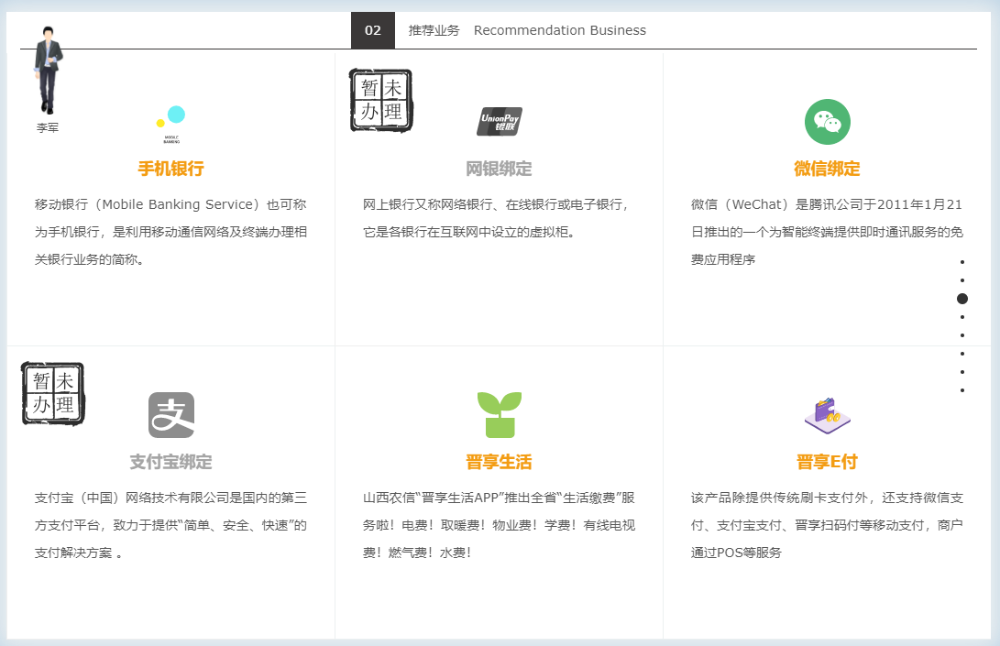 02 推荐业务 Recommendation Business
李军
MOBILE
BANKING
手机银行
移动银行（Mobile Banking Service）也可称
为手机银行，是利用移动通信网络及终端办理相
关银行业务的简称。
暂未
办理
UnionPay
银联
网银绑定
网上银行又称网络银行、在线银行或电子银行，
它是各银行在互联网中设立的虚拟柜。
微信绑定
微信（WeChat）是腾讯公司于2011年1月21
日推出的一个为智能终端提供即时通讯服务的免
费应用程序
暂未
办理
支
支付宝绑定
支付宝（中国）网络技术有限公司是国内的第三
方支付平台，致力于提供“简单、安全、快速”的
支付解决方案 。
晋享生活
山西农信“晋享生活APP”推出全省“生活缴费”服
务啦！电费！取暖费！物业费！学费！有线电视
费！燃气费！水费！
晋享E付
该产品除提供传统刷卡支付外，还支持微信支
付、支付宝支付、晋享扫码付等移动支付，商户
通过POS等服务